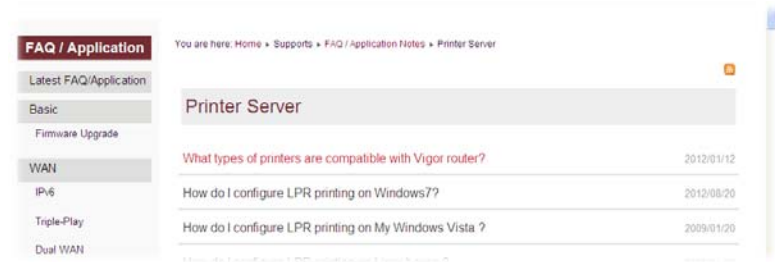 FAQ / Application
You are here: Home » Supports » FAQ / Application Notes » Printer Server
Latest FAQ/Application
Basic
Printer Server
Firmware Upgrade
What types of printers are compatible with Vigor router? 2012/01/12
WAN
IPv6
How do I configure LPR printing on Windows7? 2012/08/20
Triple-Play
How do I configure LPR printing on My Windows Vista ? 2009/01/20
Dual WAN